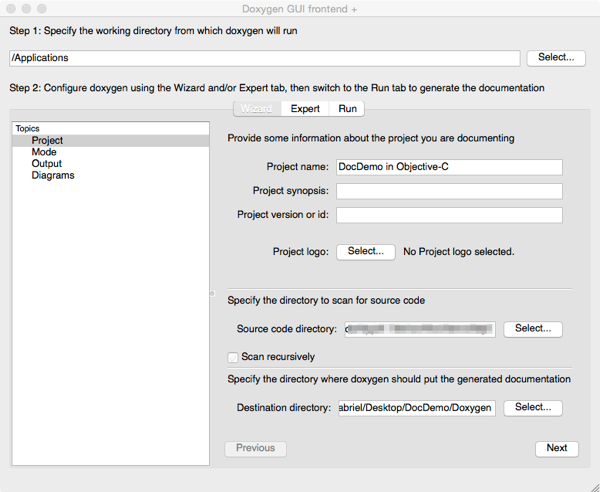 Doxygen GUI frontend +
Step 1: Specify the working directory from which doxygen will run
/Applications
Select...
Step 2: Configure doxygen using the Wizard and/or Expert tab, then switch to the Run tab to generate the documentation
Wizard Expert Run
Topics
Project
Mode
Output
Diagrams
Provide some information about the project you are documenting
Project name: DocDemo in Objective-C
Project synopsis:
Project version or id:
Project logo: Select... No Project logo selected.
Specify the directory to scan for source code
Source code directory: Select...
Scan recursively
Specify the directory where doxygen should put the generated documentation
Destination directory: abriel/Desktop/DocDemo/Doxygen Select...
Previous Next